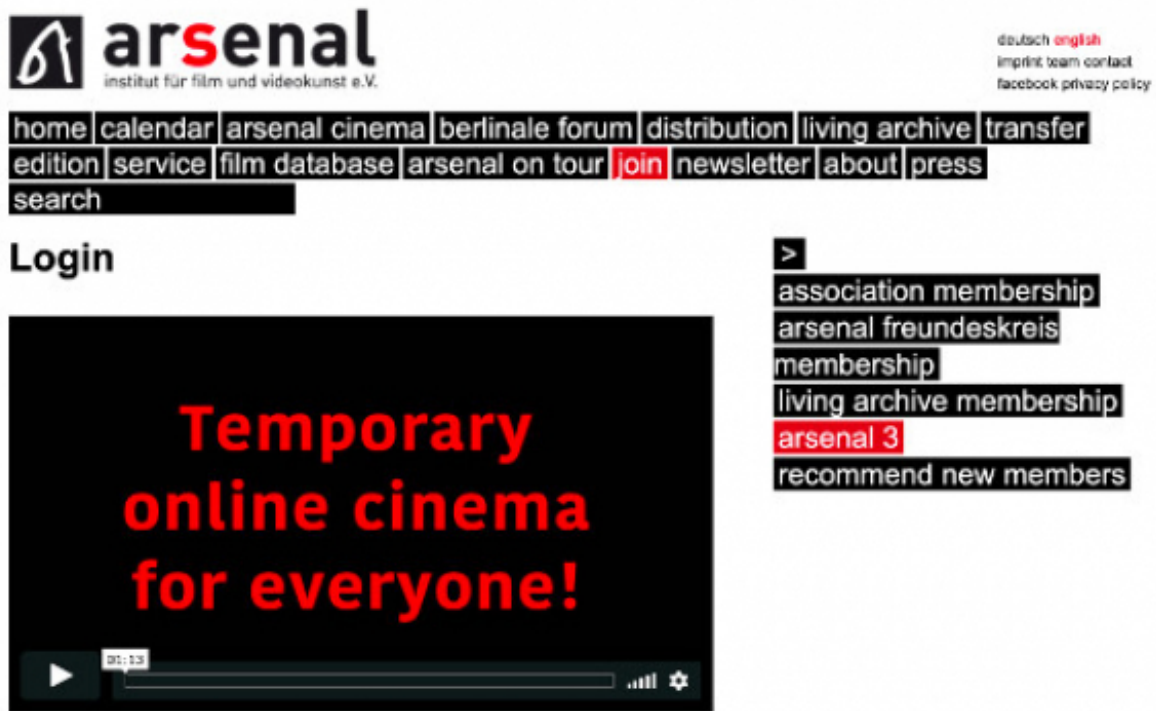 arsenal
institut für film und videokunst e.V.
deutsch english
imprint team contact
facebook privacy policy
home calendar arsenal cinema berlinale forum distribution living archive transfer
edition service film database arsenal on tour join newsletter about press
search
Login
Temporary
online cinema
for everyone!
01:13
>
association membership
arsenal freundeskreis
membership
living archive membership
arsenal 3
recommend new members